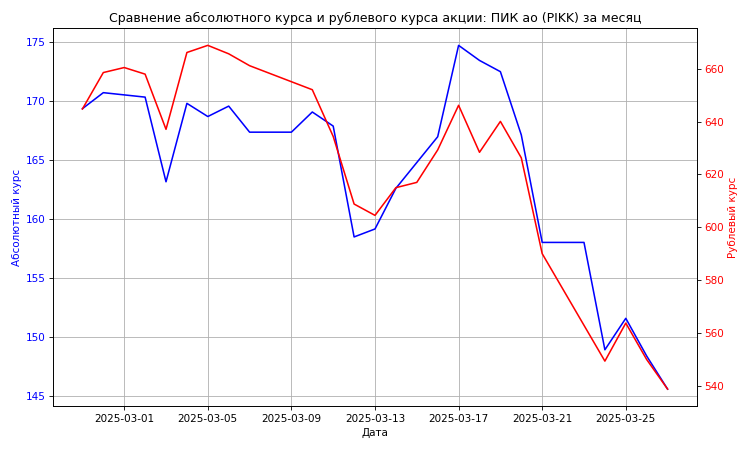 Сравнение абсолютного курса и рублевого курса акции: ПИК ао (PIKK) за месяц
Абсолютный курс
175
170
165
160
155
150
145
2025-03-01 2025-03-05 2025-03-09 2025-03-13 2025-03-17 2025-03-21 2025-03-25
Дата
660
640
620
600
580
560
540
Рублевый курс